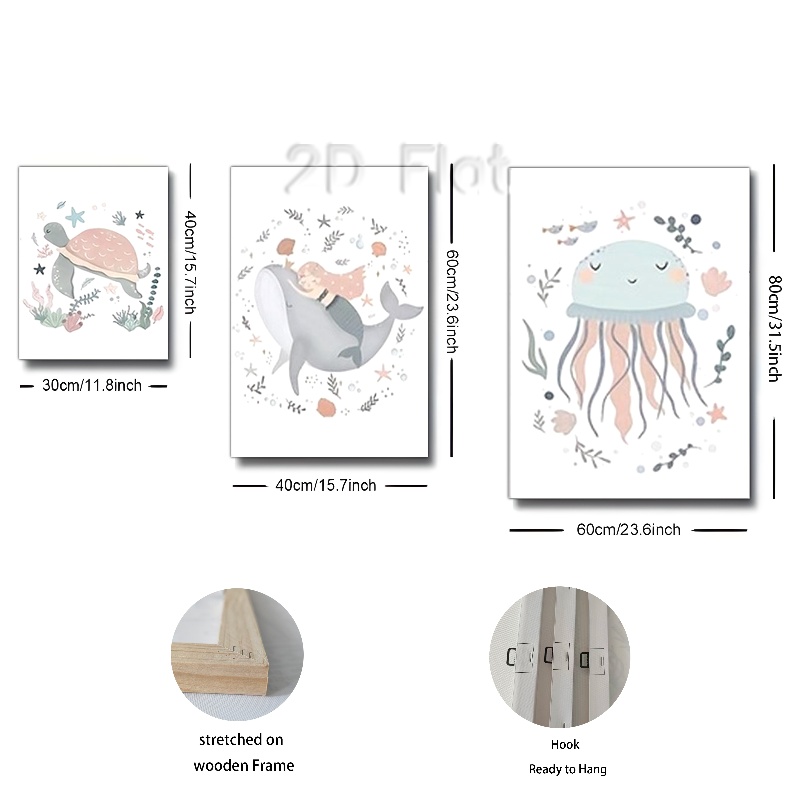 2D Flat
40cm/15.7inch
60cm/23.6inch
80cm/31.5inch
30cm/11.8inch
40cm/15.7inch
60cm/23.6inch
stretched on
wooden Frame
Hook
Ready to Hang